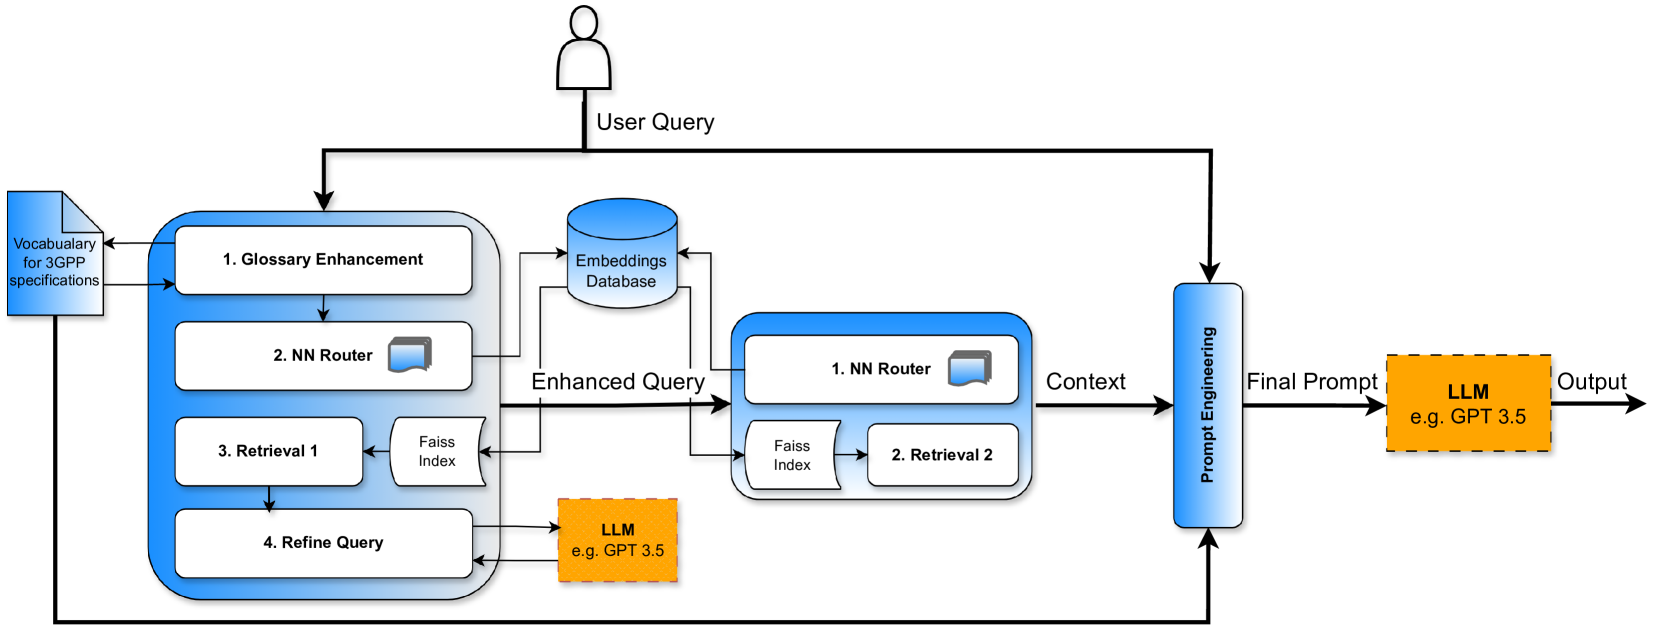 User Query
Vocabualary
for 3GPP
specifications
1. Glossary Enhancement
2. NN Router
3. Retrieval 1
Faiss
Index
4. Refine Query
LLM
e.g. GPT 3.5
Embeddings
Database
Enhanced Query
1. NN Router
Faiss
Index
2. Retrieval 2
Context
Prompt Engineering
Final Prompt
LLM
e.g. GPT 3.5
Output